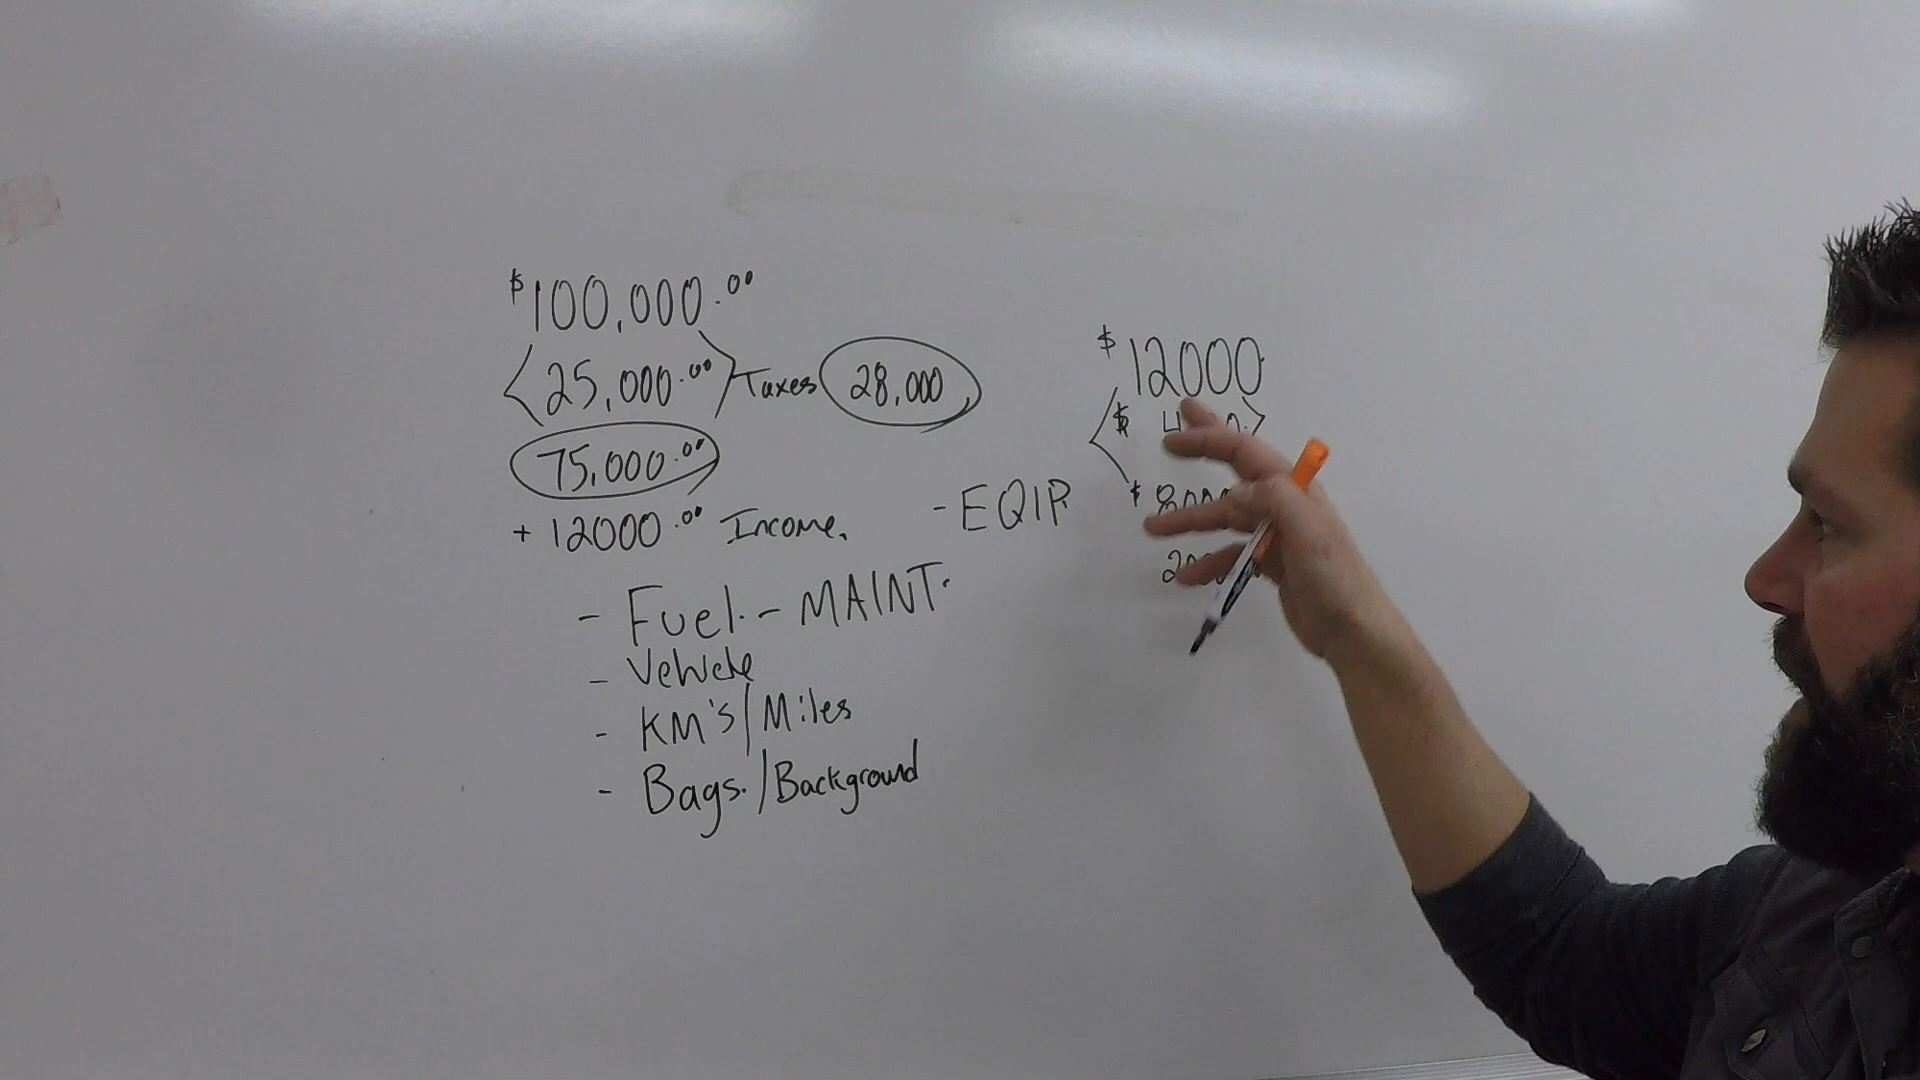 $100,000.00
<25,000.00> Taxes 28,000
75,000.00
+ 12000.00 Income.
- Fuel. - MAINT.
- Vehicle
- KM's/Miles
- Bags./Background
- EQIP.
$12000
$
$